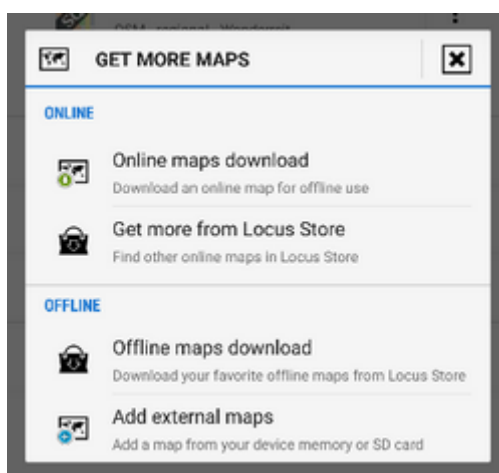 GET MORE MAPS
ONLINE
Online maps download
Download an online map for offline use
Get more from Locus Store
Find other online maps in Locus Store
OFFLINE
Offline maps download
Download your favorite offline maps from Locus Store
Add external maps
Add a map from your device memory or SD card